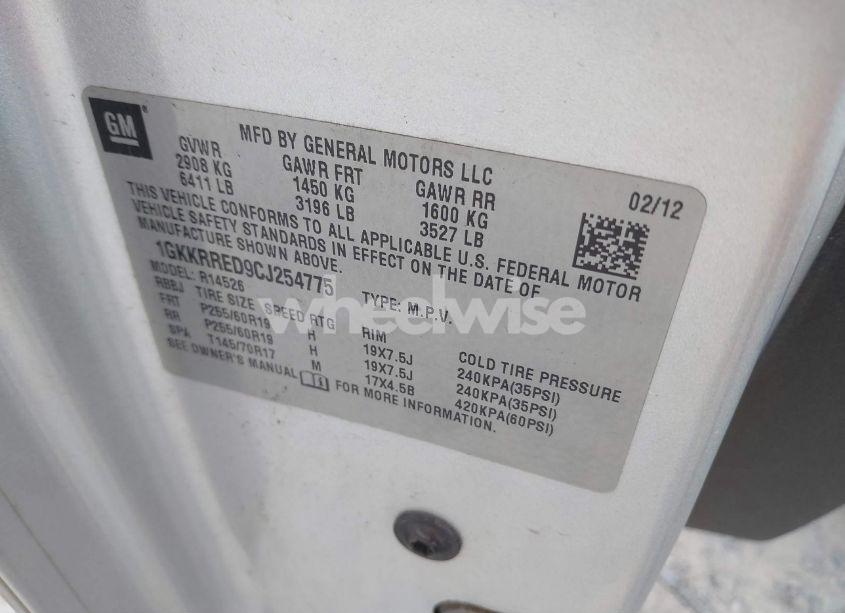 GM
MFD BY GENERAL MOTORS LLC
02/12
GVWR GAWR FRT GAWR RR
2908 KG 1450 KG 1600 KG
6411 LB 3196 LB 3527 LB
THIS VEHICLE CONFORMS TO ALL APPLICABLE U.S. FEDERAL MOTOR
VEHICLE SAFETY STANDARDS IN EFFECT ON THE DATE OF
MANUFACTURE SHOWN ABOVE.
1GKKRRED9CJ254775
MODEL: R14526 TYPE: M.P.V.
RBBJ TIRE SIZE SPEED RTG RIM COLD TIRE PRESSURE
FRT P255/60R19 H 19X7.5J 240KPA(35PSI)
RR P255/60R19 H 19X7.5J 240KPA(35PSI)
SPA T145/70R17 M 17X4.5B 420KPA(60PSI)
SEE OWNER'S MANUAL FOR MORE INFORMATION.
wheelwise